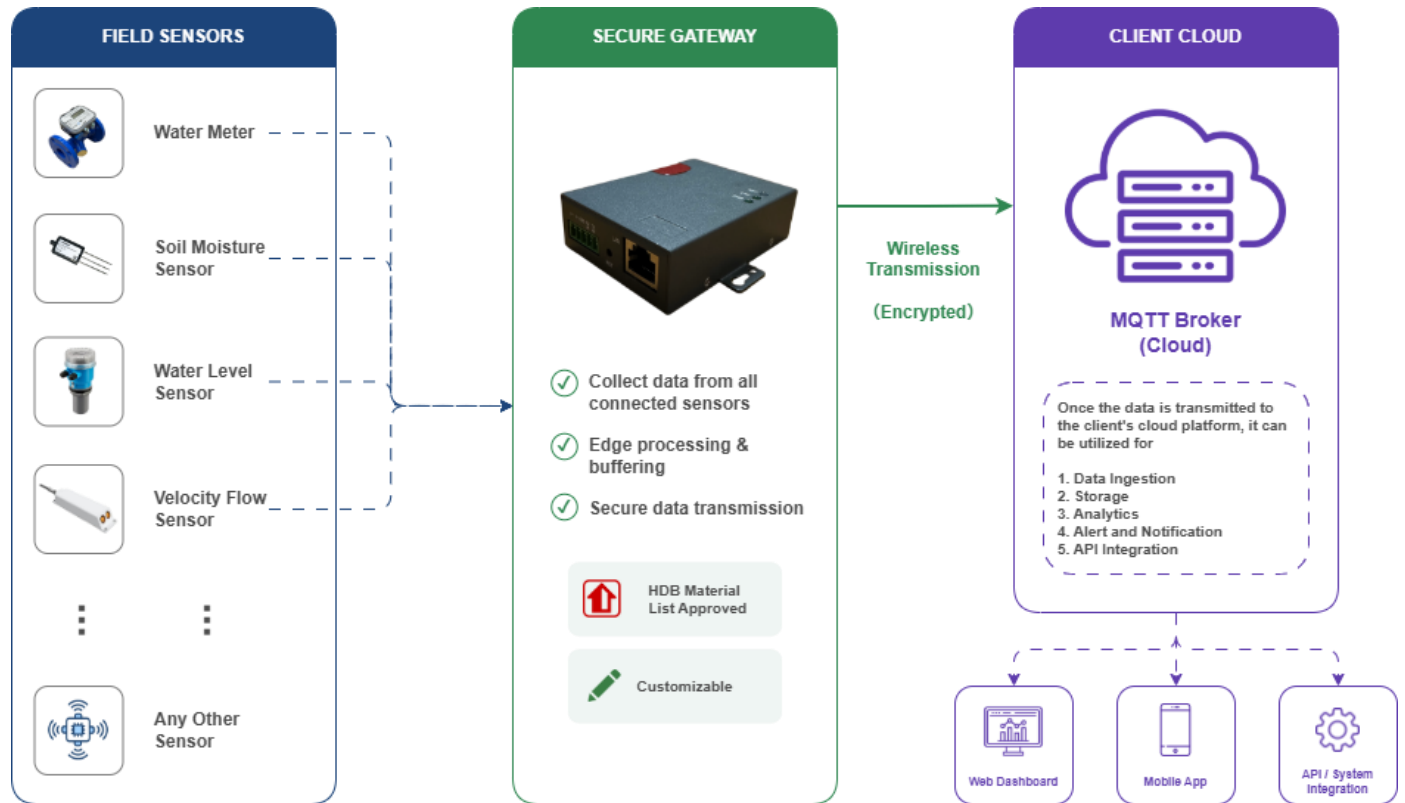 FIELD SENSORS
Water Meter
Soil Moisture
Sensor
Water Level
Sensor
Velocity Flow
Sensor
Any Other
Sensor
SECURE GATEWAY
Collect data from all
connected sensors
Edge processing &
buffering
Secure data transmission
HDB Material
List Approved
Customizable
Wireless
Transmission
(Encrypted)
CLIENT CLOUD
MQTT Broker
(Cloud)
Once the data is transmitted to
the client's cloud platform, it can
be utilized for
1. Data Ingestion
2. Storage
3. Analytics
4. Alert and Notification
5. API Integration
Web Dashboard
Mobile App
API / System
Integration